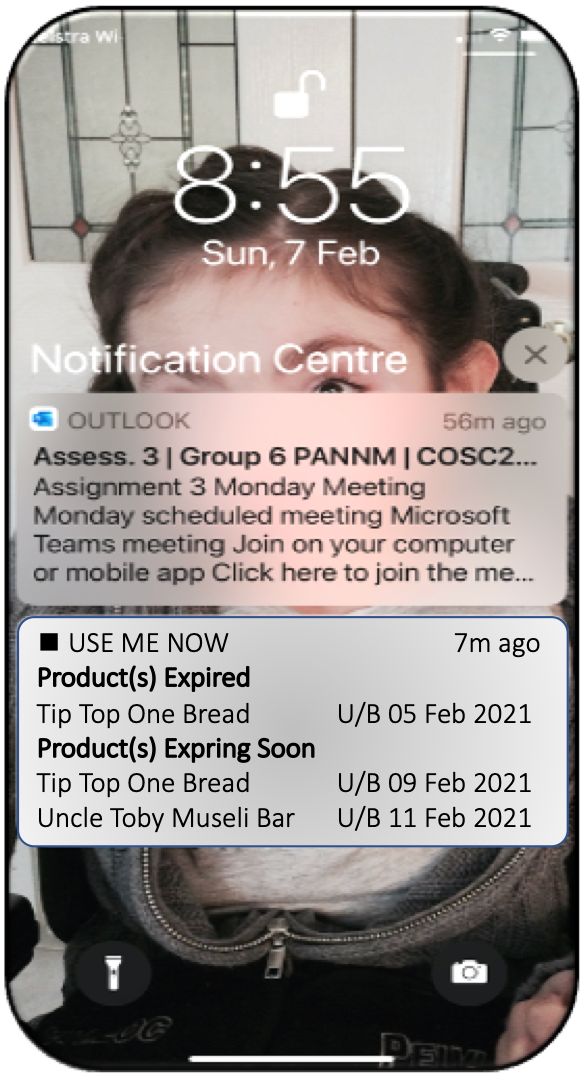 8:55
Sun, 7 Feb
Notification Centre
OUTLOOK 56m ago
Assess. 3 | Group 6 PANNM | COSC2...
Assignment 3 Monday Meeting
Monday scheduled meeting Microsoft
Teams meeting Join on your computer
or mobile app Click here to join the me...
USE ME NOW 7m ago
Product(s) Expired
Tip Top One Bread U/B 05 Feb 2021
Product(s) Expring Soon
Tip Top One Bread U/B 09 Feb 2021
Uncle Toby Museli Bar U/B 11 Feb 2021